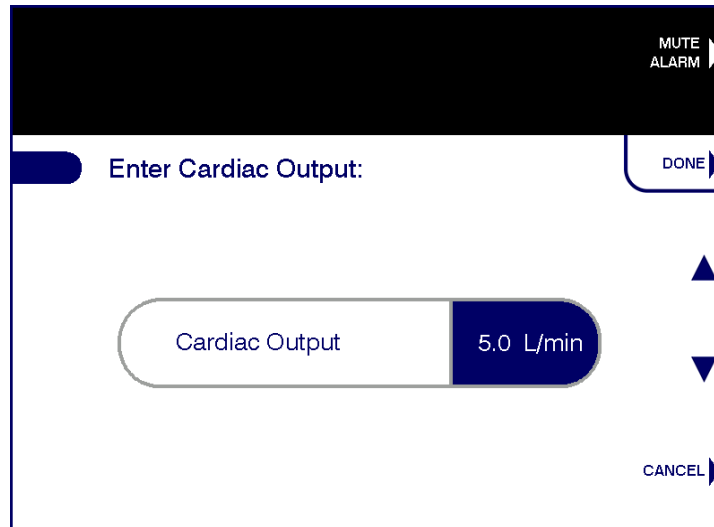 MUTE
ALARM
Enter Cardiac Output:
DONE
Cardiac Output
5.0 L/min
CANCEL